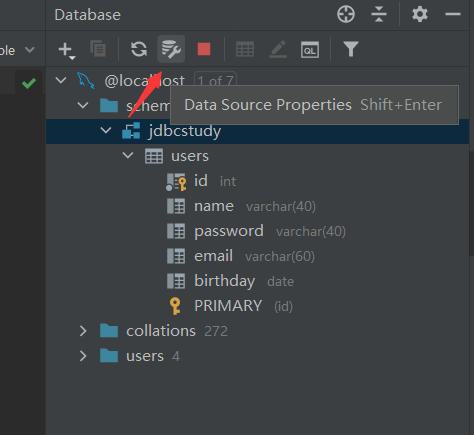 Database
ble
QL
@localhost 1 of 7
schem
Data Source Properties Shift+Enter
jdbcstudy
users
id int
name varchar(40)
password varchar(40)
email varchar(60)
birthday date
PRIMARY (id)
collations 272
users 4